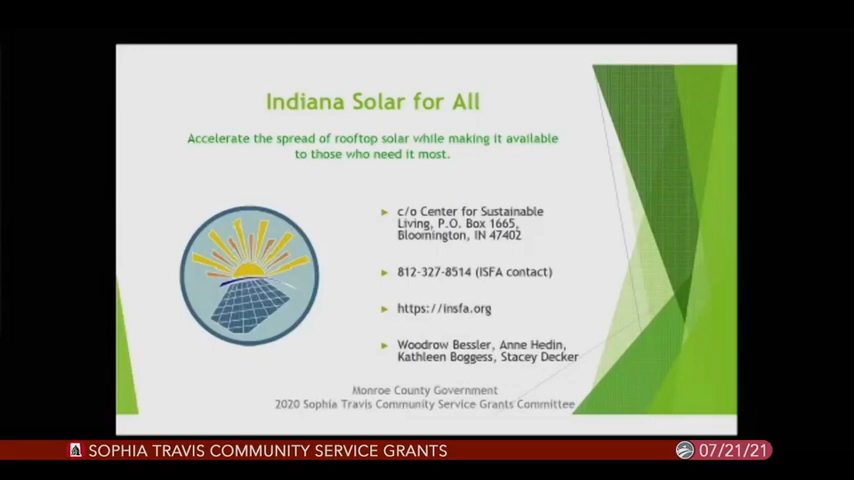 Indiana Solar for All
Accelerate the spread of rooftop solar while making it available
to those who need it most.
c/o Center for Sustainable
Living, P.O. Box 1665,
Bloomington, IN 47402
812-327-8514 (ISFA contact)
https://insfa.org
Woodrow Bessler, Anne Hedin,
Kathleen Boggess, Stacey Decker
Monroe County Government
2020 Sophia Travis Community Service Grants Committee
SOPHIA TRAVIS COMMUNITY SERVICE GRANTS
07/21/21